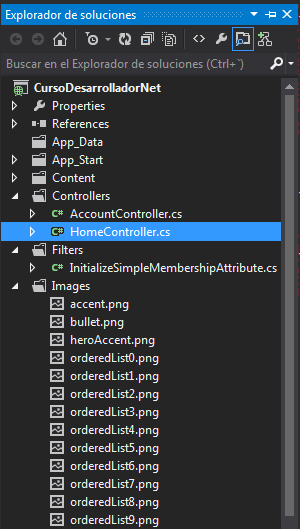 Explorador de soluciones
Buscar en el Explorador de soluciones (Ctrl+`)
CursoDesarrolladorNet
Properties
References
App_Data
App_Start
Content
Controllers
C# AccountController.cs
C# HomeController.cs
Filters
C# InitializeSimpleMembershipAttribute.cs
Images
accent.png
bullet.png
heroAccent.png
orderedList0.png
orderedList1.png
orderedList2.png
orderedList3.png
orderedList4.png
orderedList5.png
orderedList6.png
orderedList7.png
orderedList8.png
orderedList9.png